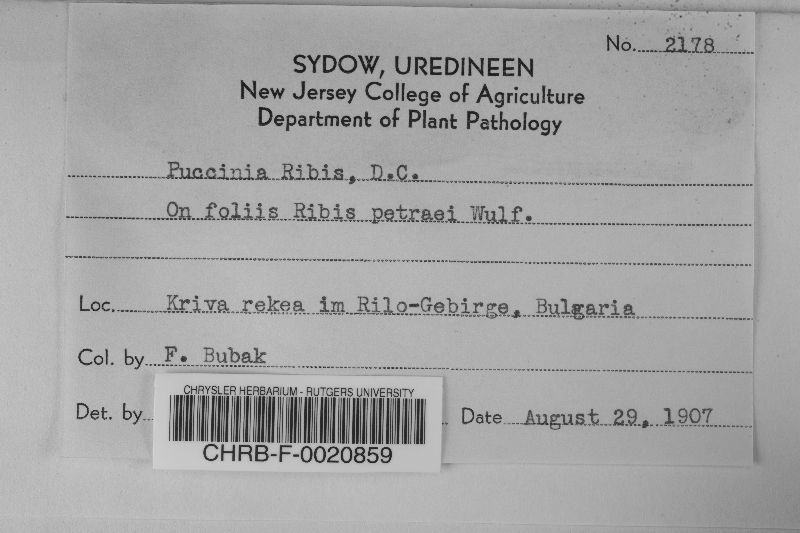 No. 2178
SYDOW, UREDINEEN
New Jersey College of Agriculture
Department of Plant Pathology
Puccinia Ribis, D.C.
On foliis Ribis petraei Wulf.
Loc. Kriva rekea im Rilo-Gebirge, Bulgaria
Col. by F. Bubak
Det. by
Date August 29, 1907
CHRYSLER HERBARIUM - RUTGERS UNIVERSITY
CHRB-F-0020859